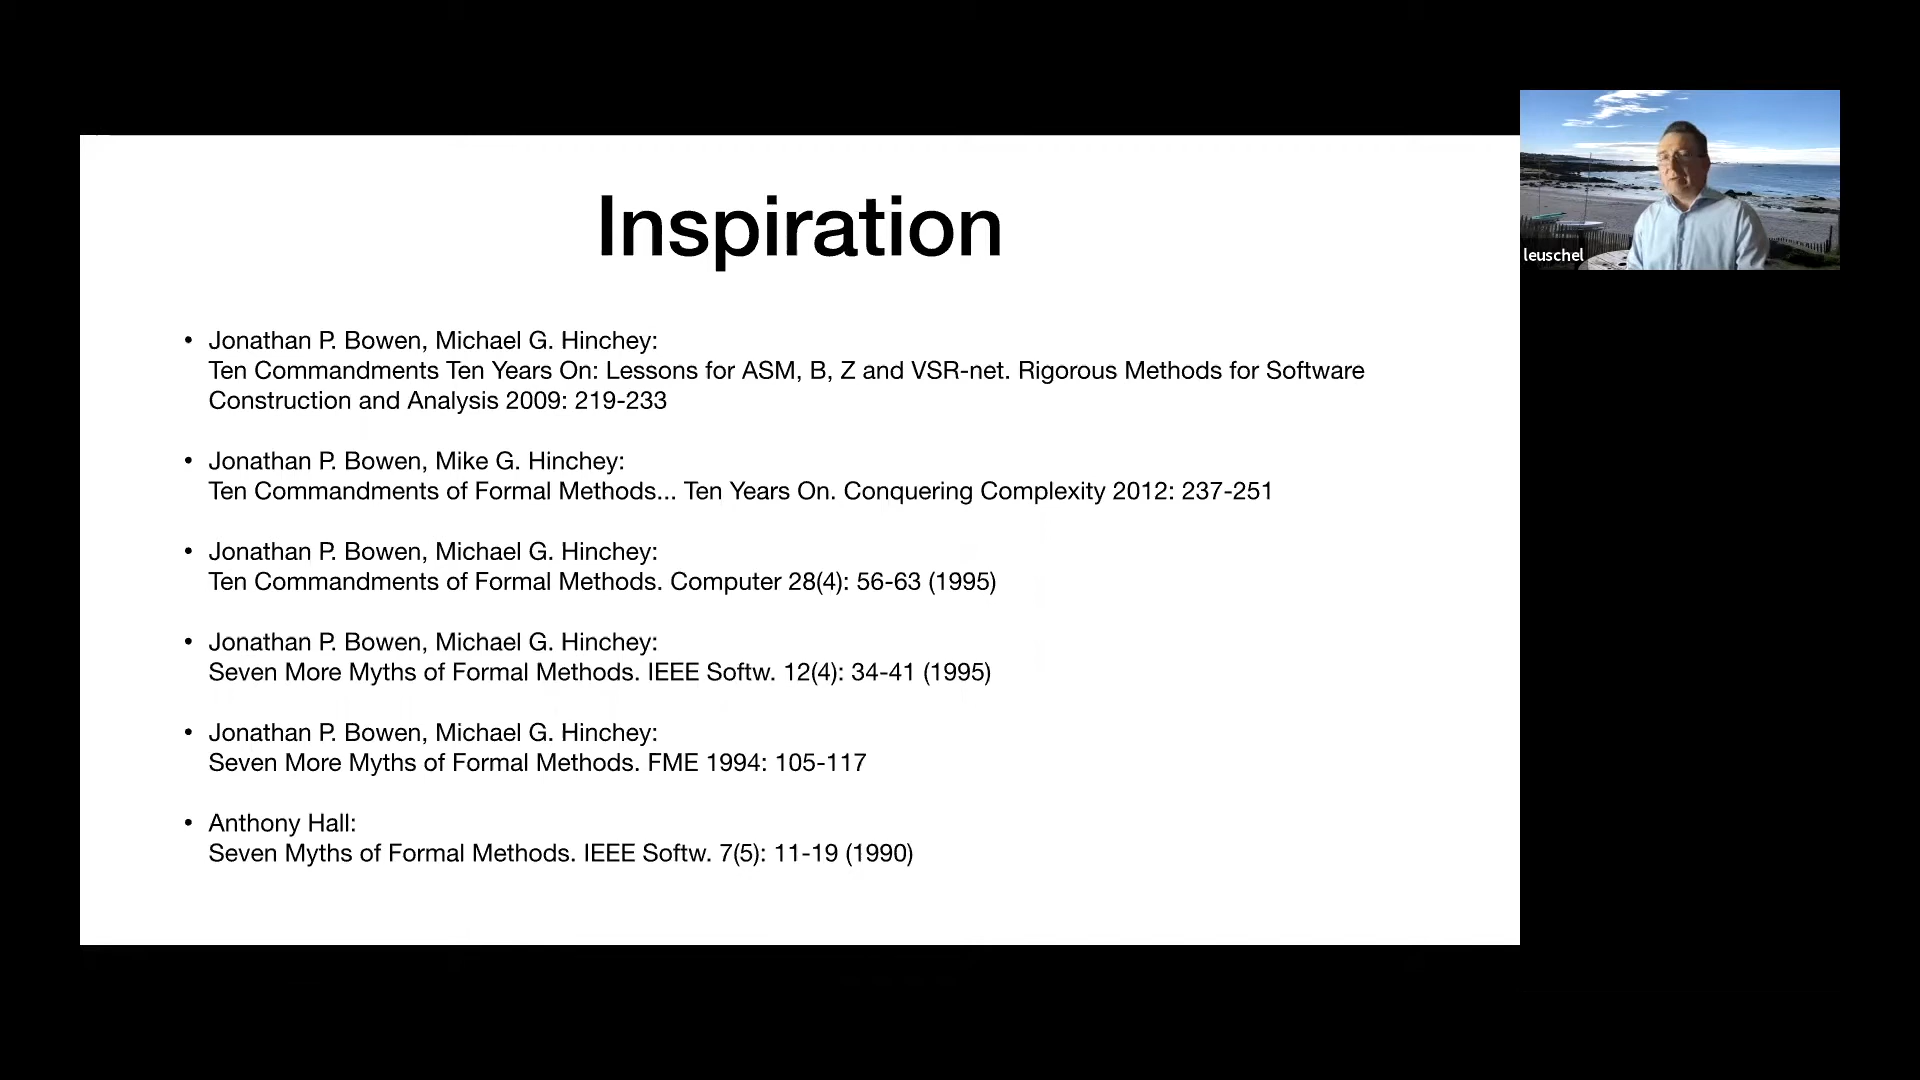 Inspiration
• Jonathan P. Bowen, Michael G. Hinchey:
Ten Commandments Ten Years On: Lessons for ASM, B, Z and VSR-net. Rigorous Methods for Software
Construction and Analysis 2009: 219-233
• Jonathan P. Bowen, Mike G. Hinchey:
Ten Commandments of Formal Methods... Ten Years On. Conquering Complexity 2012: 237-251
• Jonathan P. Bowen, Michael G. Hinchey:
Ten Commandments of Formal Methods. Computer 28(4): 56-63 (1995)
• Jonathan P. Bowen, Michael G. Hinchey:
Seven More Myths of Formal Methods. IEEE Softw. 12(4): 34-41 (1995)
• Jonathan P. Bowen, Michael G. Hinchey:
Seven More Myths of Formal Methods. FME 1994: 105-117
• Anthony Hall:
Seven Myths of Formal Methods. IEEE Softw. 7(5): 11-19 (1990)
leuschel